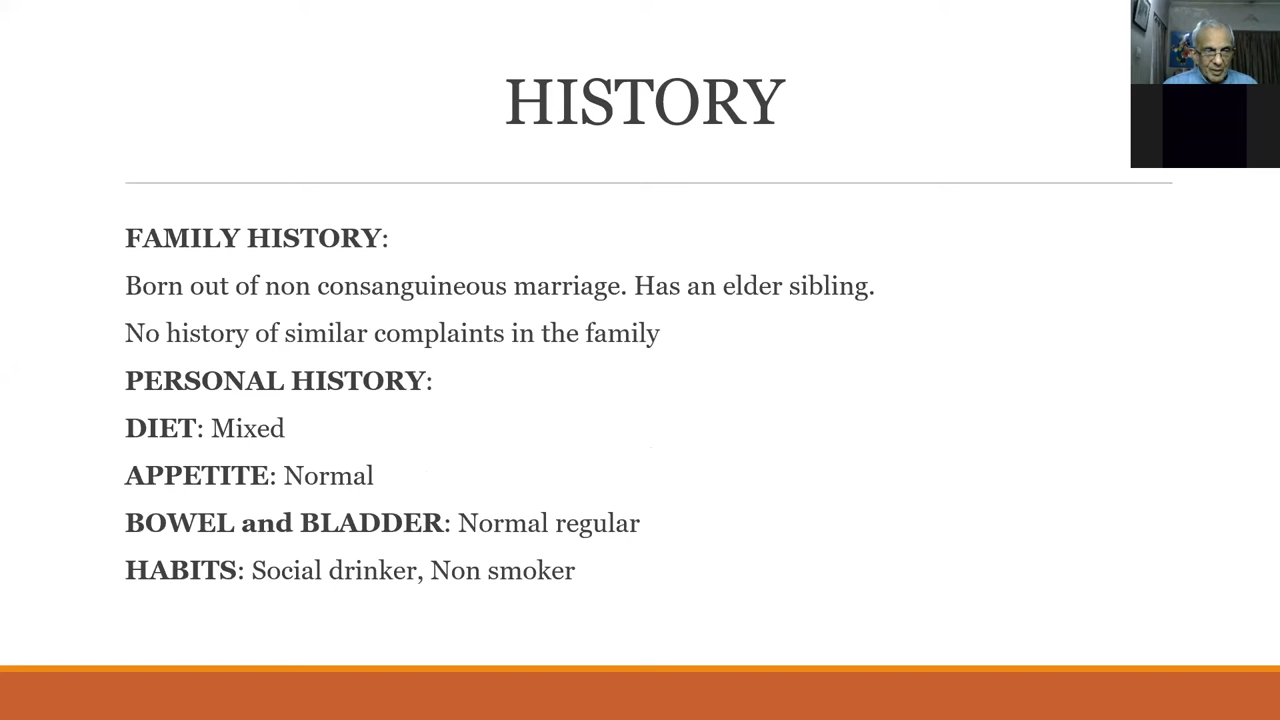 HISTORY
FAMILY HISTORY:
Born out of non consanguineous marriage. Has an elder sibling.
No history of similar complaints in the family
PERSONAL HISTORY:
DIET: Mixed
APPETITE: Normal
BOWEL and BLADDER: Normal regular
HABITS: Social drinker, Non smoker